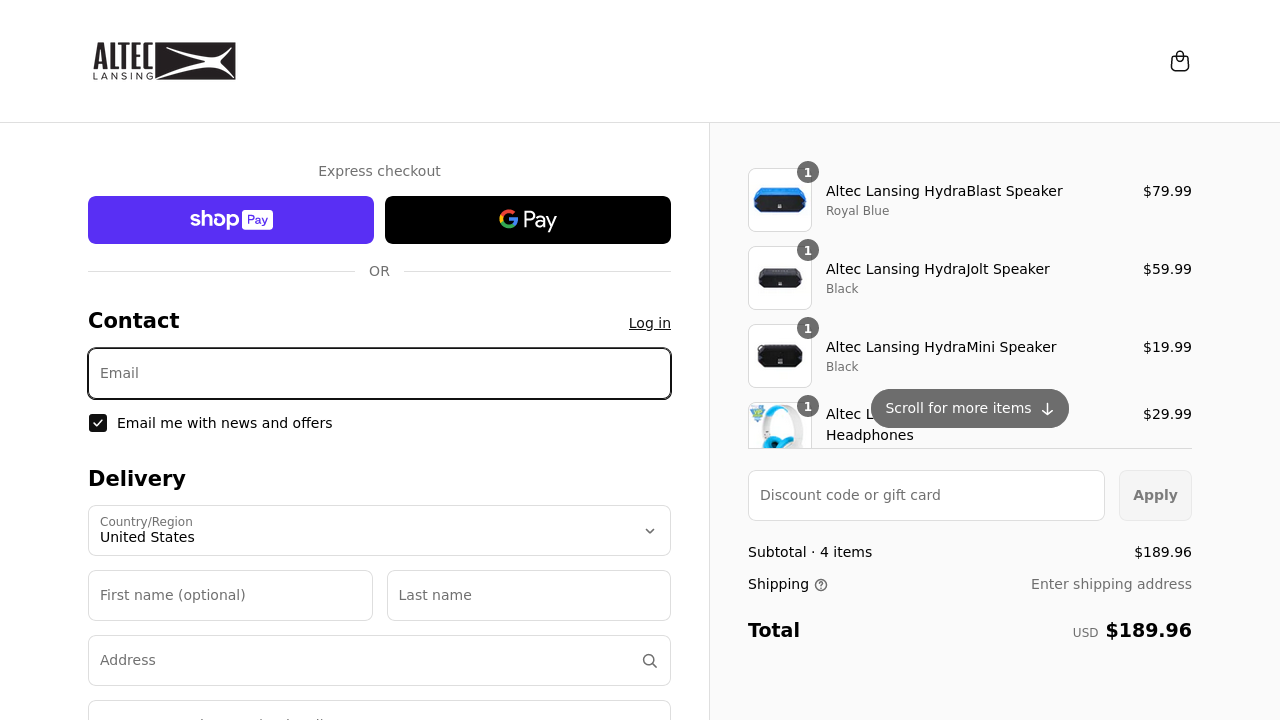 ALTEC
LANSING
Express checkout
shop Pay
G Pay
OR
Contact
Log in
Email
Email me with news and offers
Delivery
Country/Region
United States
First name (optional)
Last name
Address
1
Altec Lansing HydraBlast Speaker
$79.99
Royal Blue
1
Altec Lansing HydraJolt Speaker
$59.99
Black
1
Altec Lansing HydraMini Speaker
$19.99
Black
1
Altec L
$29.99
Headphones
Scroll for more items
Discount code or gift card
Apply
Subtotal · 4 items
$189.96
Shipping
Enter shipping address
Total
USD $189.96